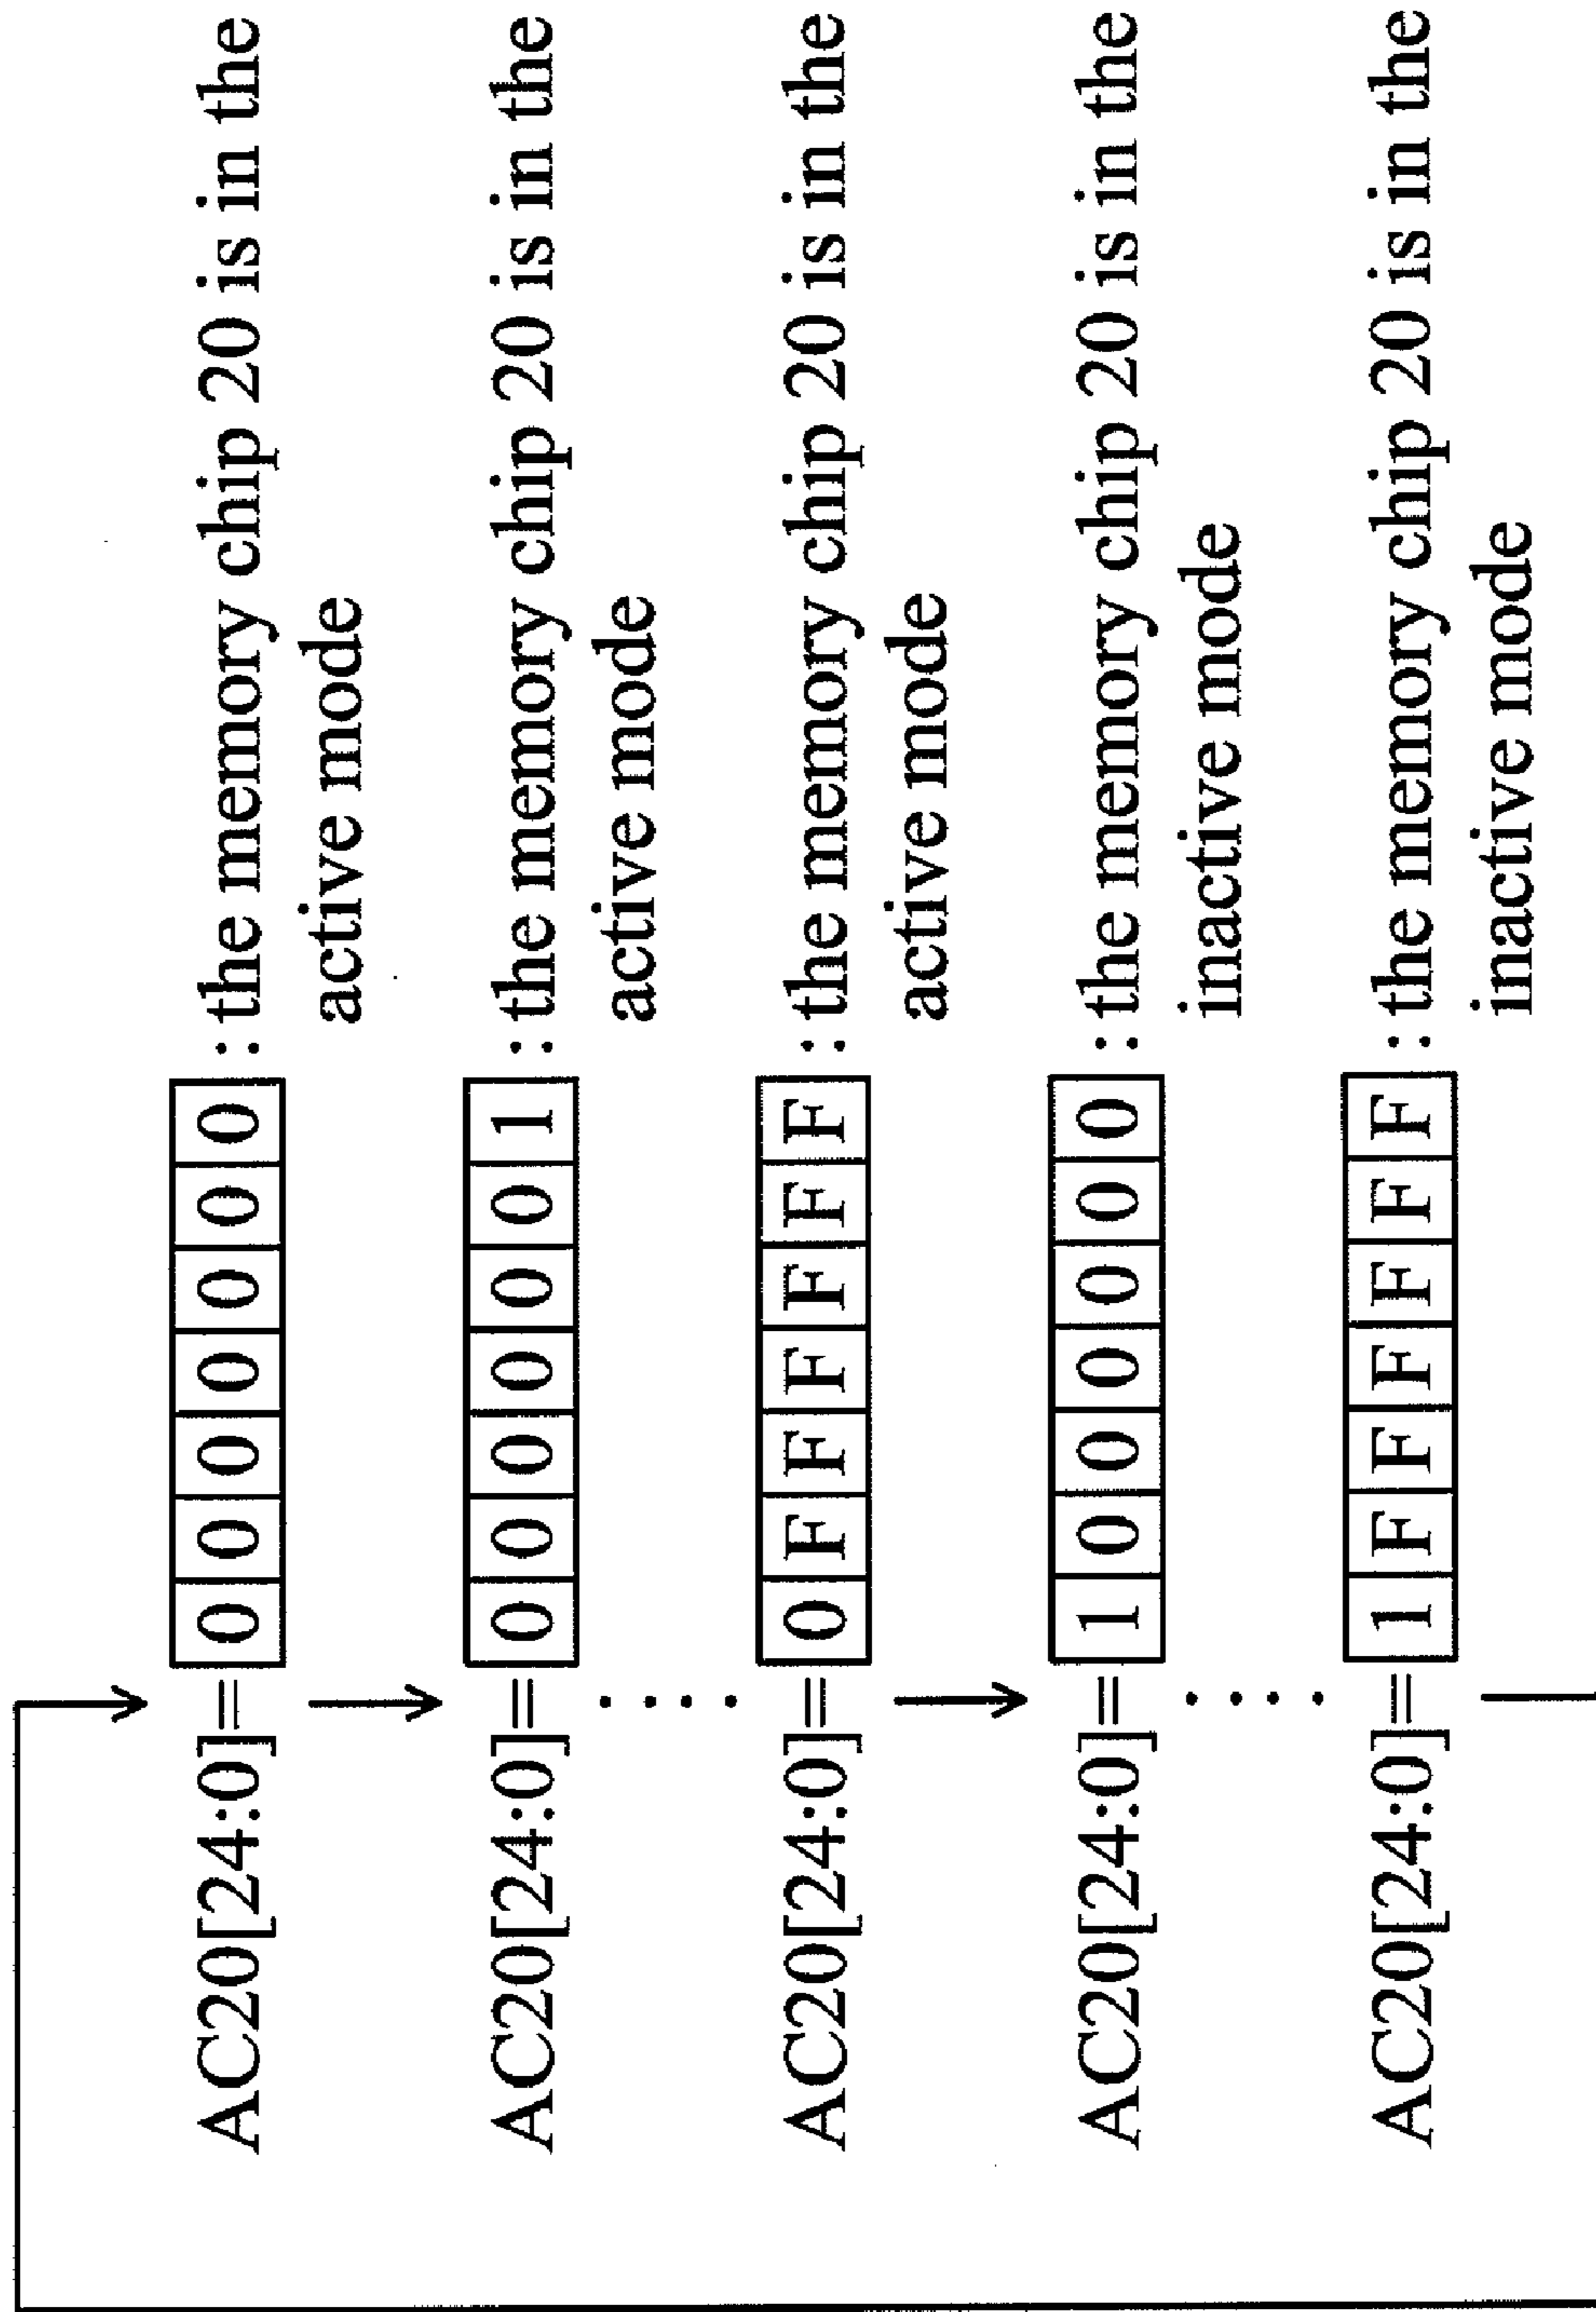 AC20[24:0]= 0 0 0 0 0 0 0 : the memory chip 20 is in the
active mode
AC20[24:0]= 0 0 0 0 0 0 1 : the memory chip 20 is in the
active mode
AC20[24:0]= 0 F F F F F F : the memory chip 20 is in the
active mode
AC20[24:0]= 1 0 0 0 0 0 0 : the memory chip 20 is in the
inactive mode
AC20[24:0]= 1 F F F F F F : the memory chip 20 is in the
inactive mode